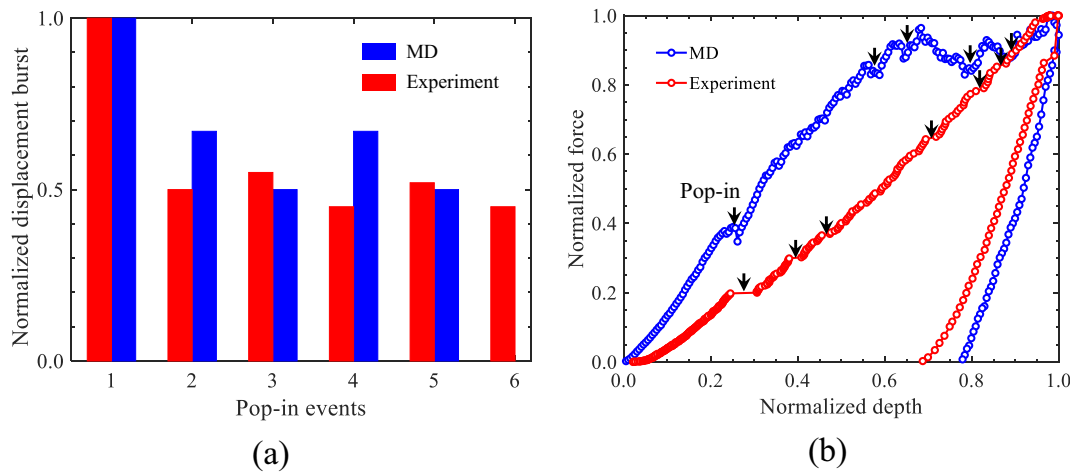 1.0
0.5
0.0
Normalized displacement burst
MD
Experiment
1 2 3 4 5 6
Pop-in events
(a)
1.0
0.8
0.6
0.4
0.2
0.0
Normalized force
MD
Experiment
Pop-in
0.0 0.2 0.4 0.6 0.8 1.0
Normalized depth
(b)